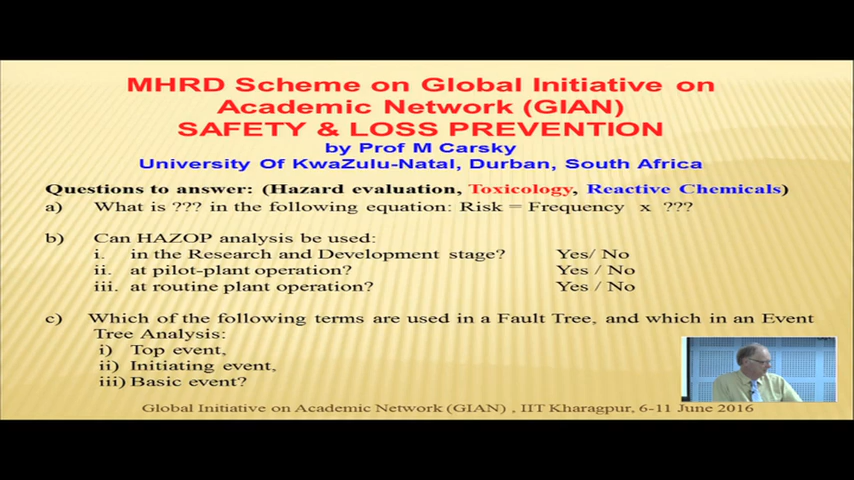 MHRD Scheme on Global Initiative on
Academic Network (GIAN)
SAFETY & LOSS PREVENTION
by Prof M Carsky
University Of KwaZulu-Natal, Durban, South Africa
Questions to answer: (Hazard evaluation, Toxicology, Reactive Chemicals)
a) What is ??? in the following equation: Risk = Frequency x ???
b) Can HAZOP analysis be used:
i. in the Research and Development stage? Yes/ No
ii. at pilot-plant operation? Yes / No
iii. at routine plant operation? Yes / No
c) Which of the following terms are used in a Fault Tree, and which in an Event
Tree Analysis:
i) Top event,
ii) Initiating event,
iii) Basic event?
Global Initiative on Academic Network (GIAN) , IIT Kharagpur, 6-11 June 2016